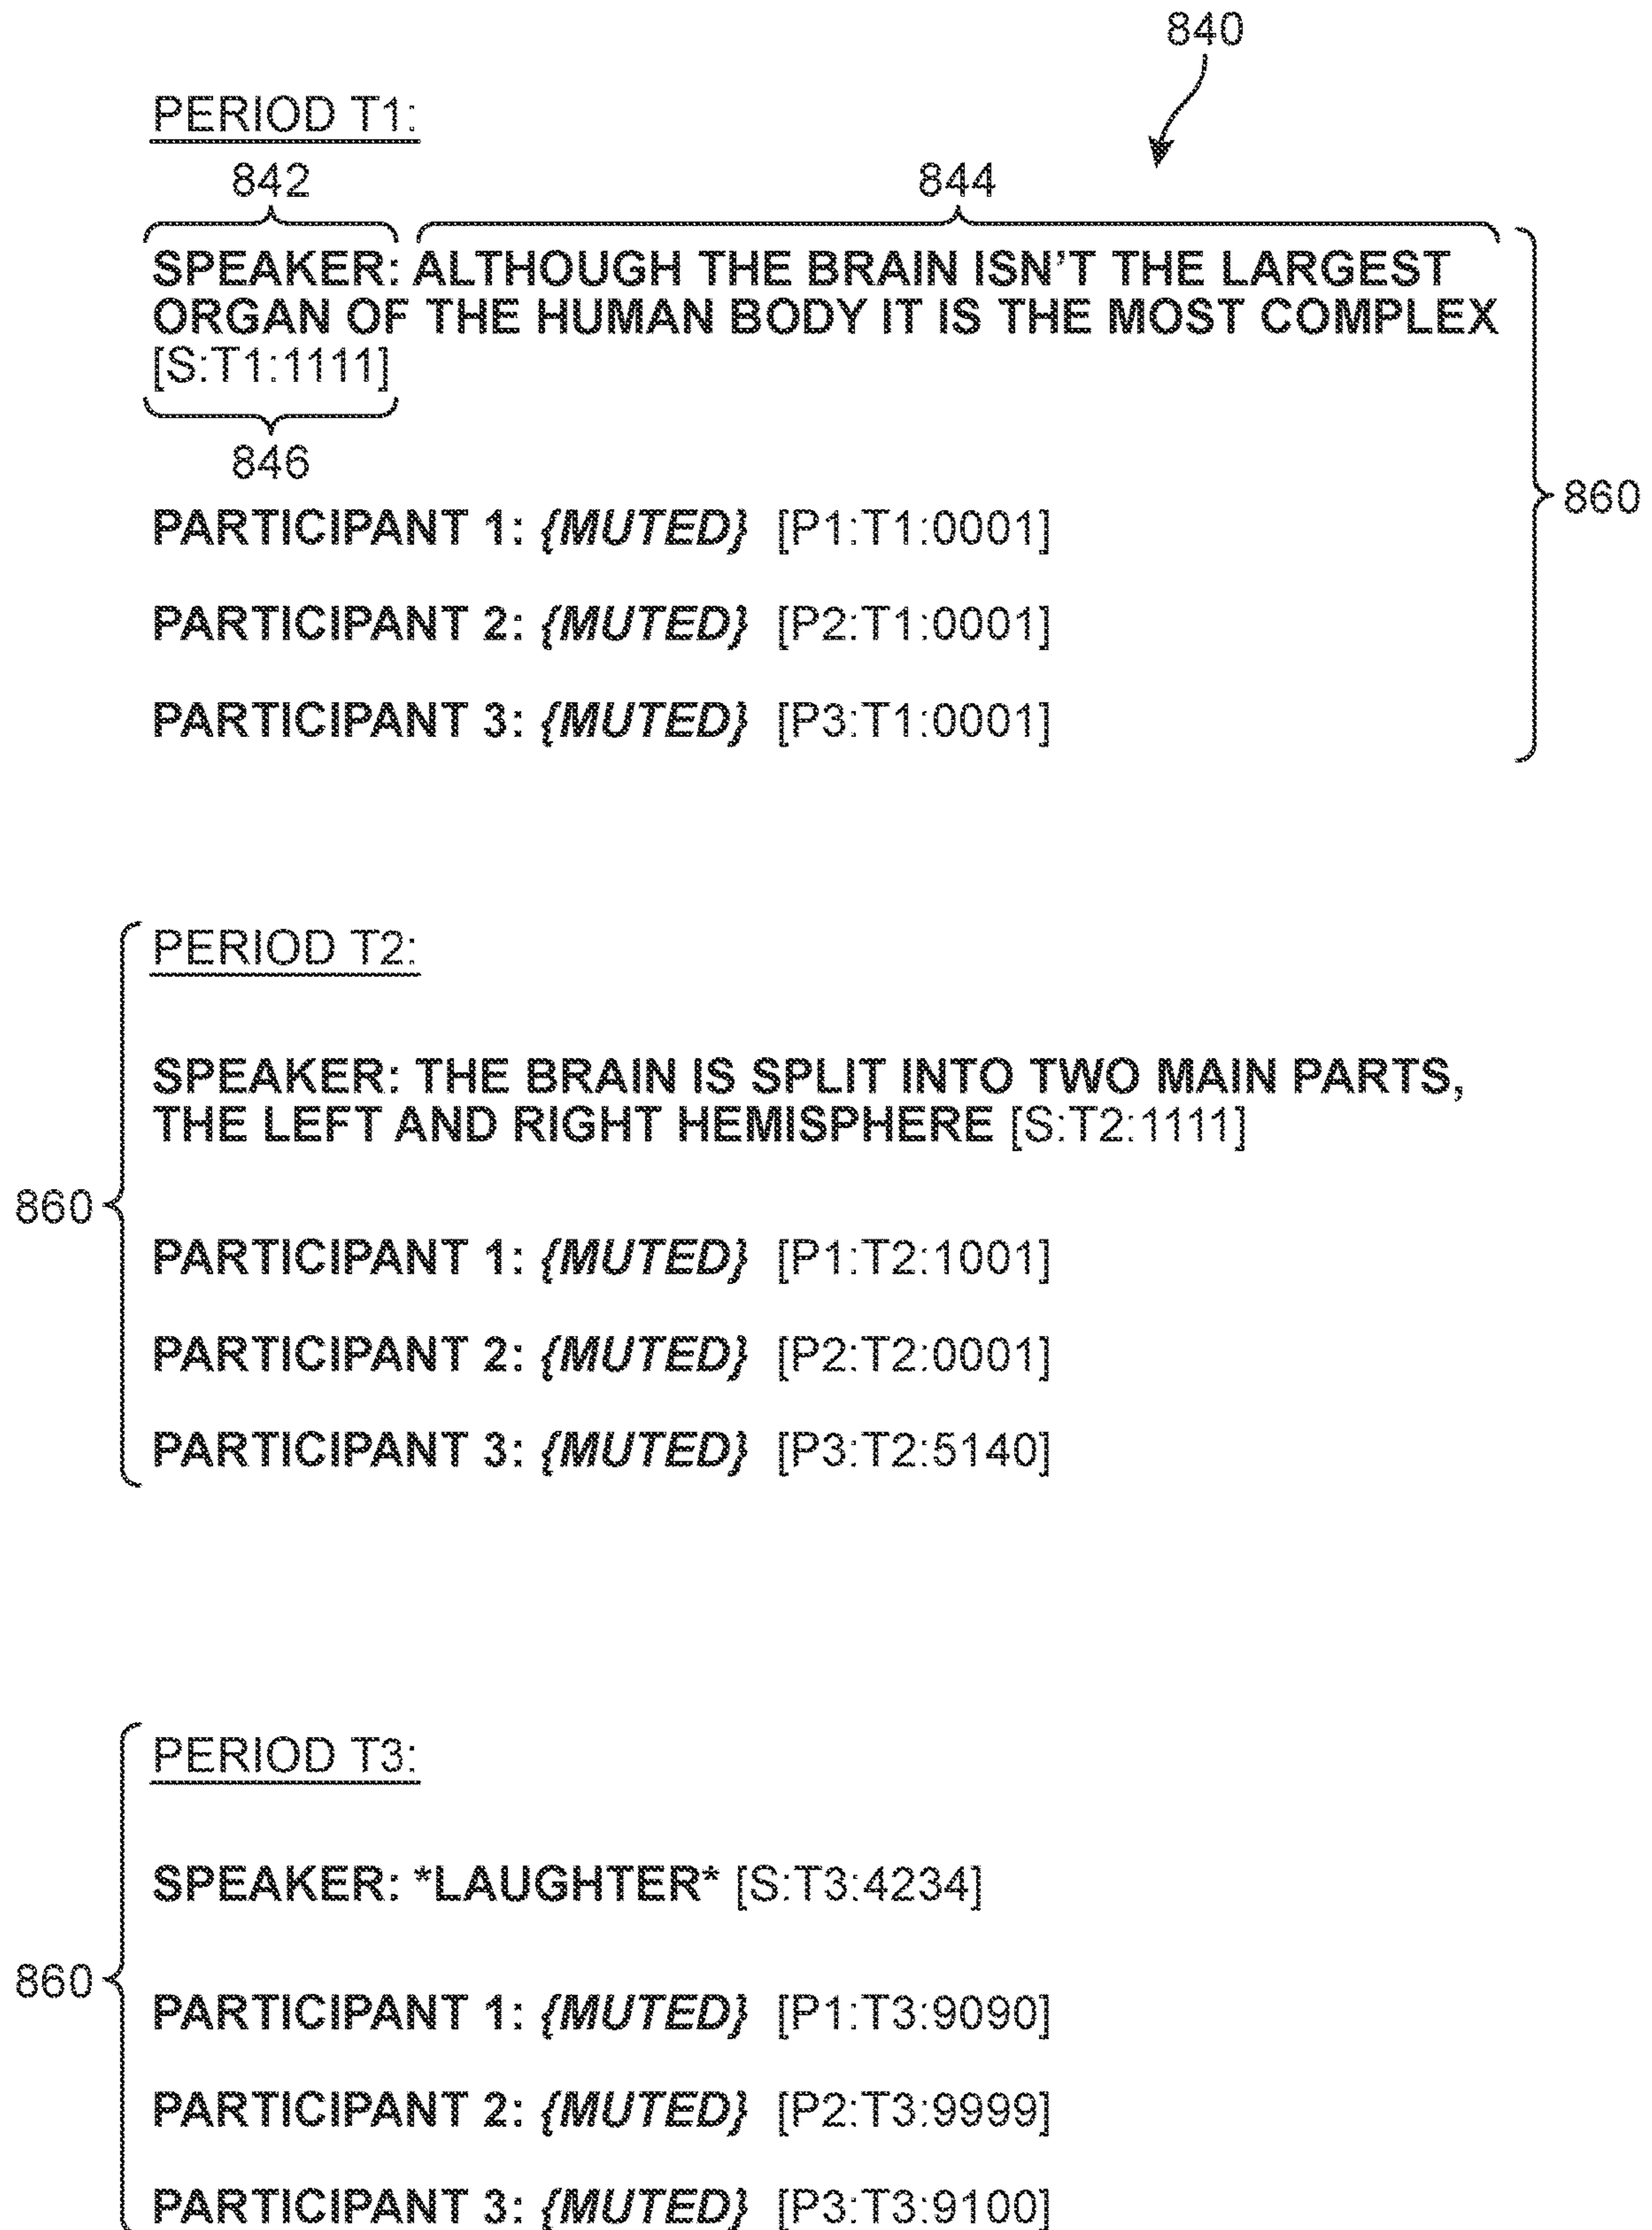 840
PERIOD T1:
842 844
SPEAKER: ALTHOUGH THE BRAIN ISN'T THE LARGEST
ORGAN OF THE HUMAN BODY IT IS THE MOST COMPLEX
[S:T1:1111]
846
860
PARTICIPANT 1: {MUTED} [P1:T1:0001]
PARTICIPANT 2: {MUTED} [P2:T1:0001]
PARTICIPANT 3: {MUTED} [P3:T1:0001]
PERIOD T2:
SPEAKER: THE BRAIN IS SPLIT INTO TWO MAIN PARTS,
THE LEFT AND RIGHT HEMISPHERE [S:T2:1111]
860
PARTICIPANT 1: {MUTED} [P1:T2:1001]
PARTICIPANT 2: {MUTED} [P2:T2:0001]
PARTICIPANT 3: {MUTED} [P3:T2:5140]
PERIOD T3:
SPEAKER: *LAUGHTER* [S:T3:4234]
860
PARTICIPANT 1: {MUTED} [P1:T3:9090]
PARTICIPANT 2: {MUTED} [P2:T3:9999]
PARTICIPANT 3: {MUTED} [P3:T3:9100]